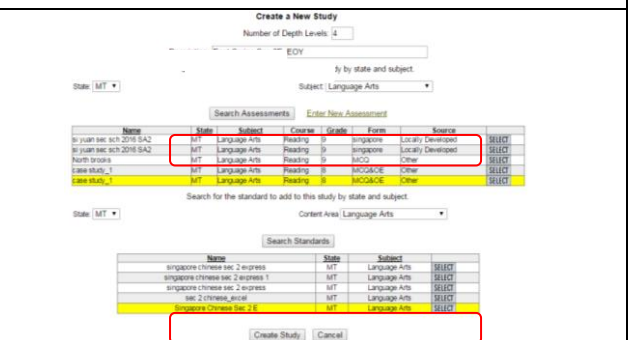 Create a New Study
Number of Depth Levels: 4
EOY
by state and subject.
State: MT Subject: Language Arts
Search Assessments Enter New Assessment
Name State Subject Course Grade Form Source
si yuan sec sch 2016 SA2 MT Language Arts Reading 9 singapore Locally Developed SELECT
si yuan sec sch 2016 SA2 MT Language Arts Reading 9 singapore Locally Developed SELECT
North brooks MT Language Arts Reading 9 MCQ Other SELECT
case study_1 MT Language Arts Reading 8 MCQ&OE Other SELECT
case study_1 MT Language Arts Reading 8 MCQ&OE Other SELECT
Search for the standard to add to this study by state and subject.
State: MT Content Area Language Arts
Search Standards
Name State Subject
singapore chinese sec 2 express MT Language Arts SELECT
singapore chinese sec 2 express 1 MT Language Arts SELECT
singapore chinese sec 2 express MT Language Arts SELECT
sec 2 chinese_excel MT Language Arts SELECT
Singapore Chinese Sec 2 E MT Language Arts SELECT
Create Study Cancel